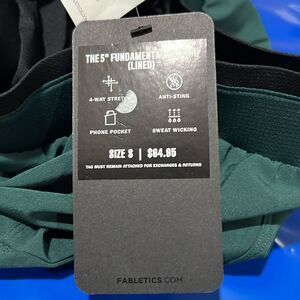 THE 5" FUNDAMENTAL
(LINED)
4-WAY
ANTI-STINK
PHONE POCKET
SWEAT WICKING
SIZE S | $64.95
TAG MUST REMAIN ATTACHED FOR EXCHANGES & RETURNS
FABLETICS.COM